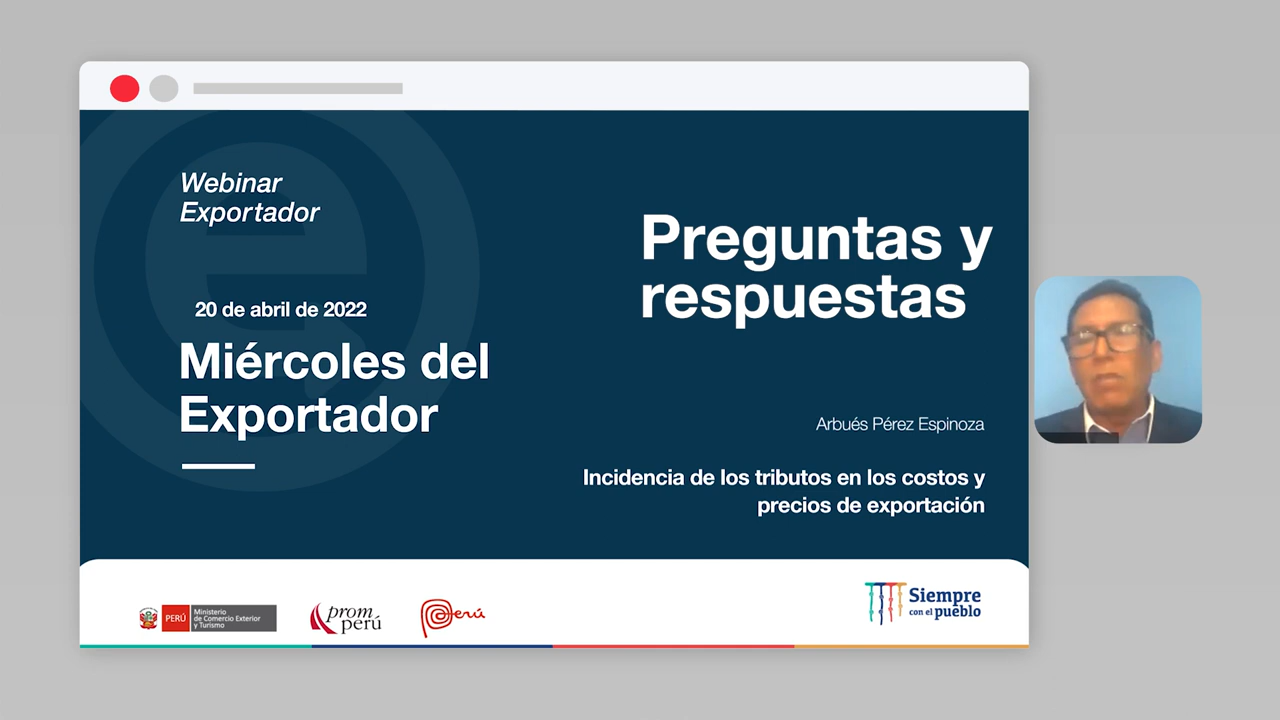 Webinar
Exportador
20 de abril de 2022
Miércoles del
Exportador
Preguntas y
respuestas
Arbués Pérez Espinoza
Incidencia de los tributos en los costos y
precios de exportación
PERÚ
Ministerio
de Comercio Exterior
y Turismo
prom
perú
Perú
Siempre
con el pueblo